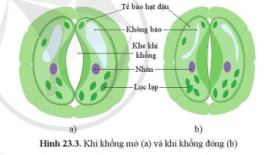 Tế bào hạt đậu
Không bào
Khe khí
khổng
Nhân
Lục lạp
a)
b)
Hình 23.3. Khí khổng mở (a) và khí khổng đóng (b)